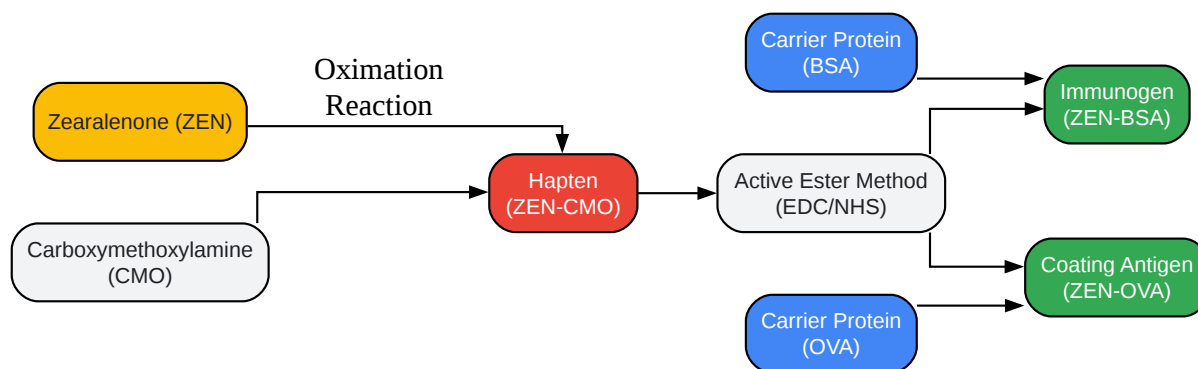 Zearalenone (ZEN)
Oximation
Reaction
Carboxymethoxylamine
(CMO)
Hapten
(ZEN-CMO)
Active Ester Method
(EDC/NHS)
Carrier Protein
(BSA)
Immunogen
(ZEN-BSA)
Carrier Protein
(OVA)
Coating Antigen
(ZEN-OVA)